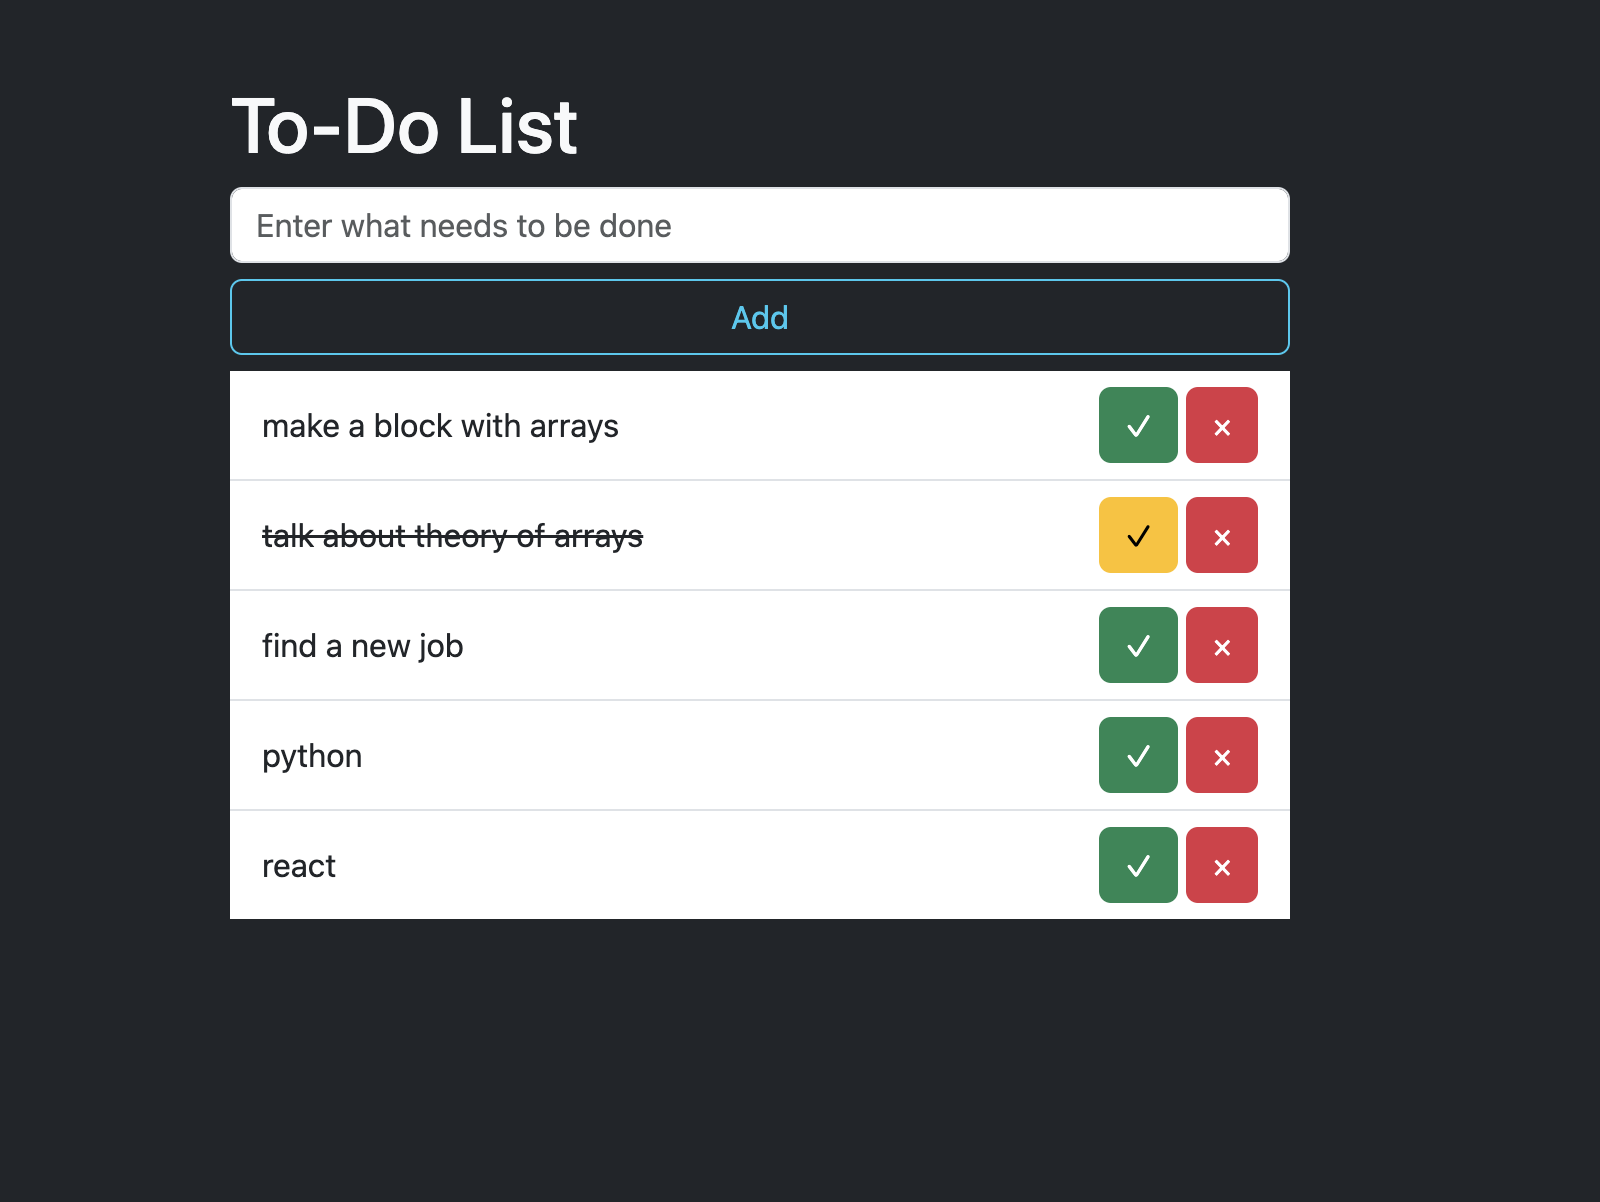 To-Do List
Enter what needs to be done
Add
make a block with arrays
talk about theory of arrays
find a new job
python
react